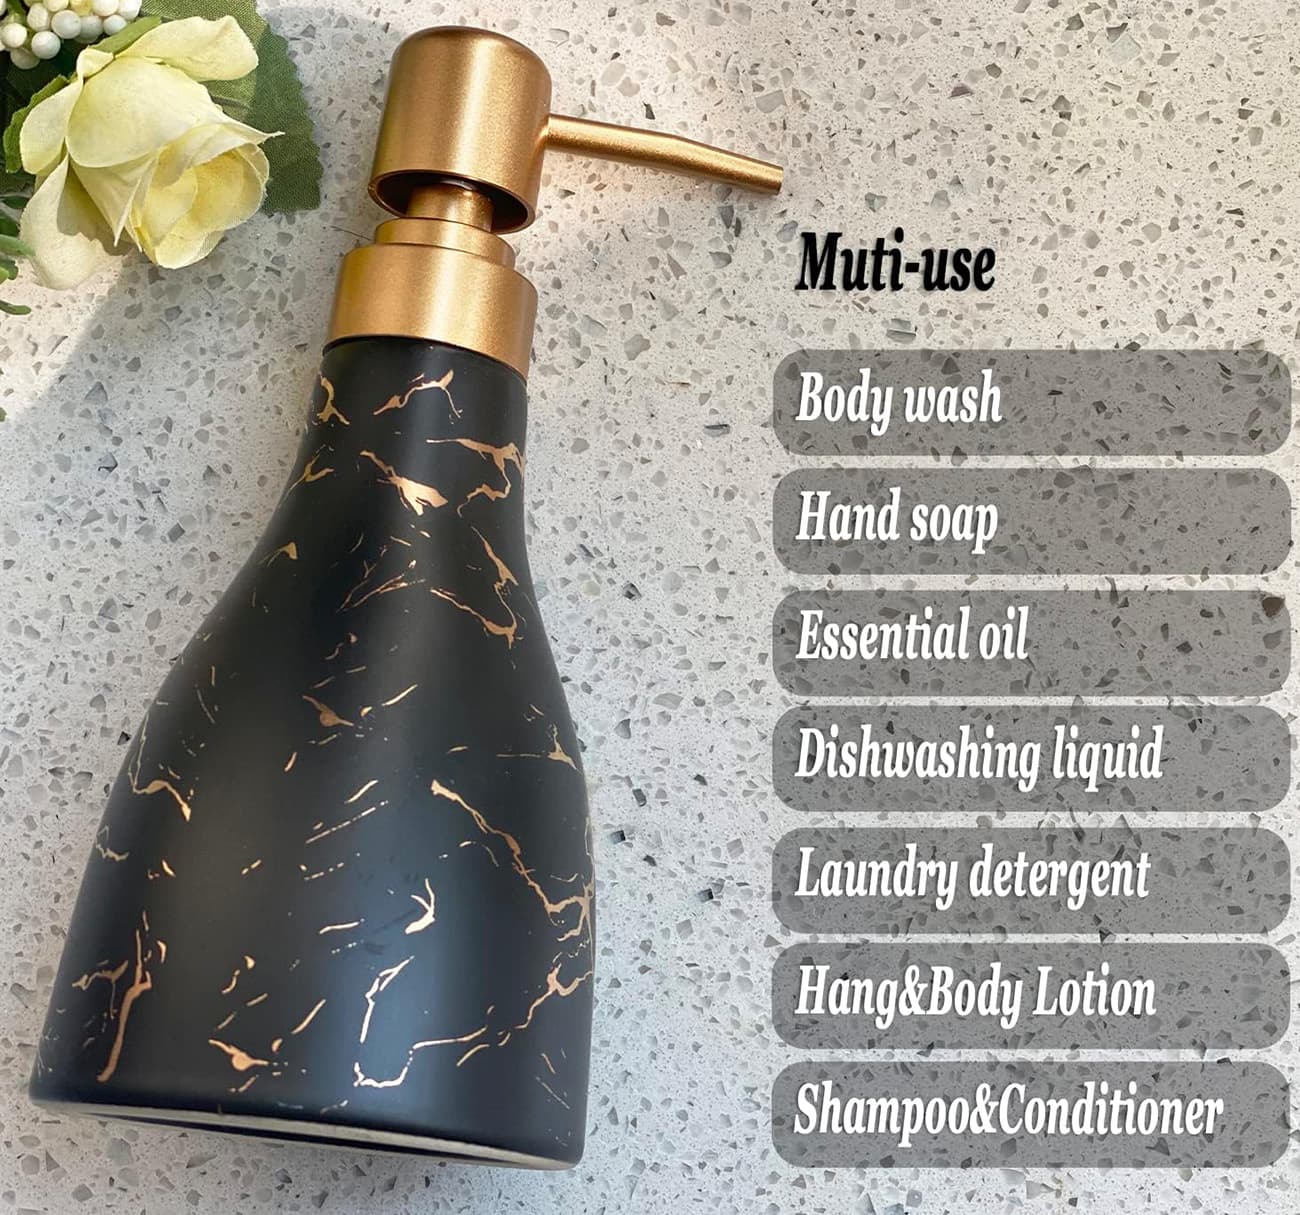 Muti-use
Body wash
Hand soap
Essential oil
Dishwashing liquid
Laundry detergent
Hang&Body Lotion
Shampoo&Conditioner